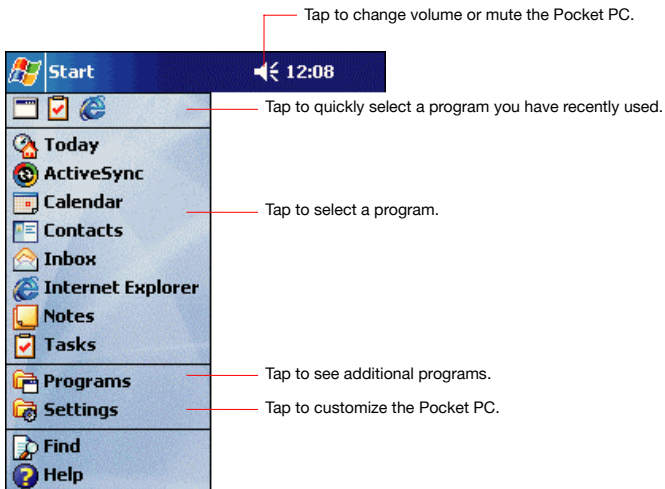 Tap to change volume or mute the Pocket PC.
Start 12:08
Tap to quickly select a program you have recently used.
Today
ActiveSync
Calendar
Tap to select a program.
Contacts
Inbox
Internet Explorer
Notes
Tasks
Programs
Tap to see additional programs.
Settings
Tap to customize the Pocket PC.
Find
Help